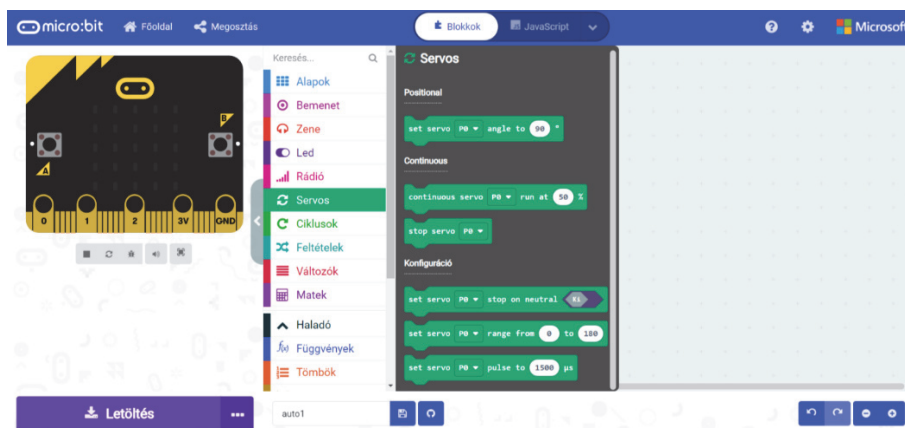 micro:bit Főoldal Megosztás Blokkok JavaScript Microsoft
Keresés...
Alapok
Bemenet
Zene
Led
Rádió
Servos
Ciklusok
Feltételek
Változók
Matek
Haladó
f(x) Függvények
Tömbök
Servos
Positional
set servo P0 angle to 90 °
Continuous
continuous servo P0 run at 50 %
stop servo P0
Konfiguráció
set servo P0 stop on neutral Ki
set servo P0 range from 0 to 180
set servo P0 pulse to 1500 µs
B
A
0 1 2 3V GND
Letöltés
auto1